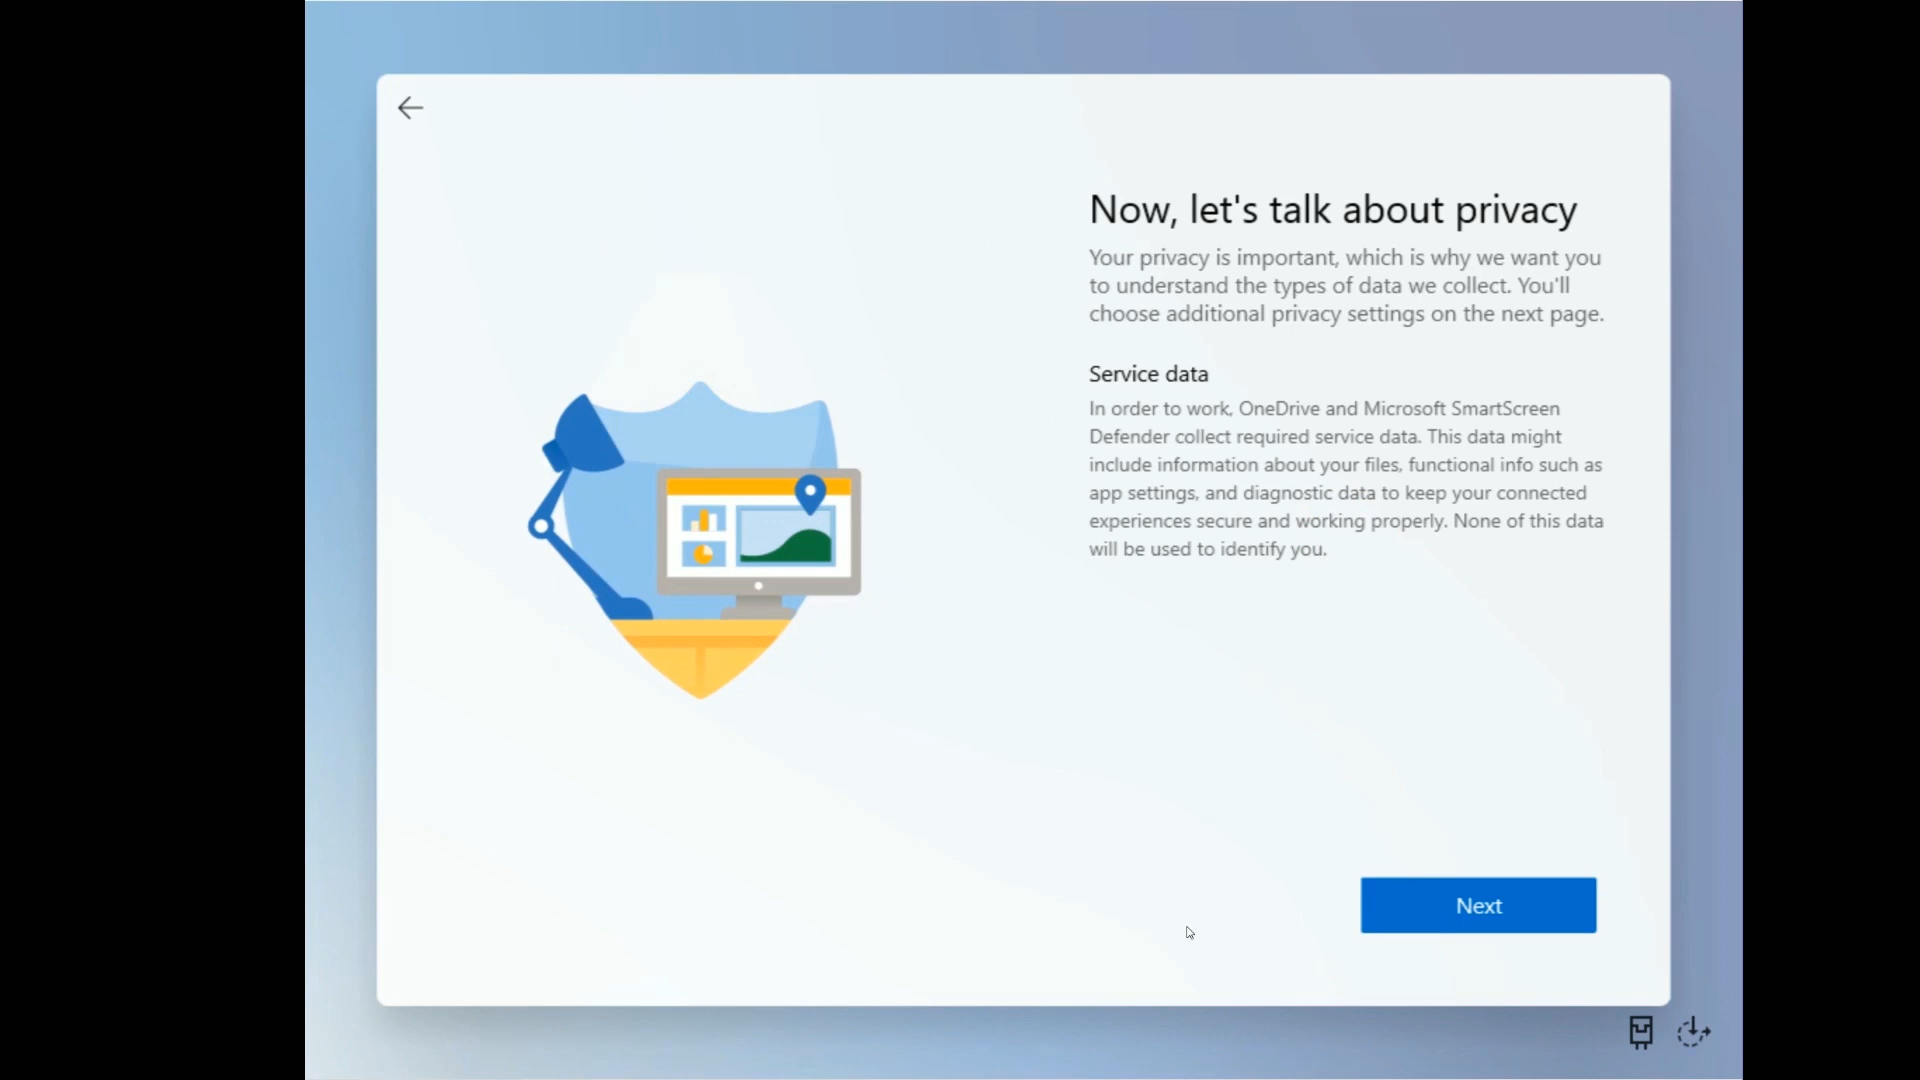 Now, let's talk about privacy
Your privacy is important, which is why we want you
to understand the types of data we collect. You'll
choose additional privacy settings on the next page.
Service data
In order to work, OneDrive and Microsoft SmartScreen
Defender collect required service data. This data might
include information about your files, functional info such as
app settings, and diagnostic data to keep your connected
experiences secure and working properly. None of this data
will be used to identify you.
Next